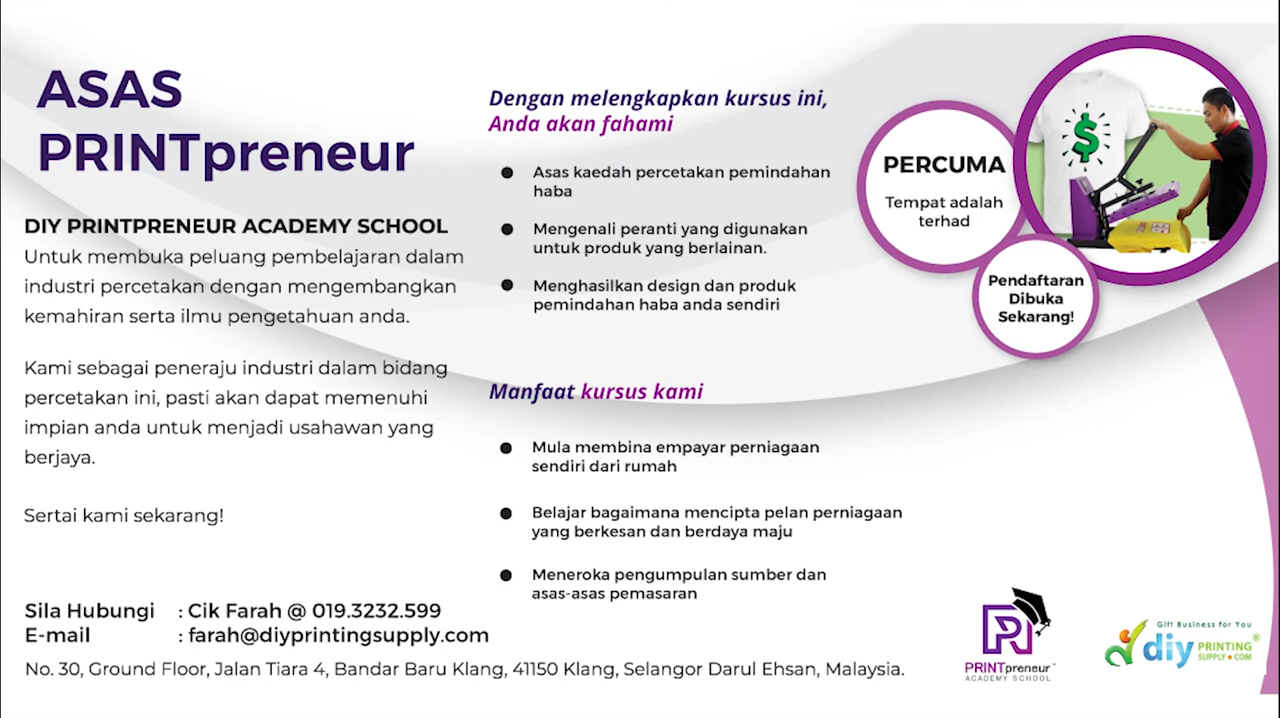 ASAS
PRINTpreneur
DIY PRINTPRENEUR ACADEMY SCHOOL
Untuk membuka peluang pembelajaran dalam
industri percetakan dengan mengembangkan
kemahiran serta ilmu pengetahuan anda.
Kami sebagai peneraju industri dalam bidang
percetakan ini, pasti akan dapat memenuhi
impian anda untuk menjadi usahawan yang
berjaya.
Sertai kami sekarang!
Sila Hubungi : Cik Farah @ 019.3232.599
E-mail : farah@diyprintingsupply.com
No. 30, Ground Floor, Jalan Tiara 4, Bandar Baru Klang, 41150 Klang, Selangor Darul Ehsan, Malaysia.
Dengan melengkapkan kursus ini,
Anda akan fahami
● Asas kaedah percetakan pemindahan
haba
● Mengenali peranti yang digunakan
untuk produk yang berlainan.
● Menghasilkan design dan produk
pemindahan haba anda sendiri
Manfaat kursus kami
● Mula membina empayar perniagaan
sendiri dari rumah
● Belajar bagaimana mencipta pelan perniagaan
yang berkesan dan berdaya maju
● Meneroka pengumpulan sumber dan
asas-asas pemasaran
PERCUMA
Tempat adalah
terhad
$
Pendaftaran
Dibuka
Sekarang!
PRINTpreneur
ACADEMY SCHOOL
Gift Business for You
diy PRINTING
SUPPLY.COM